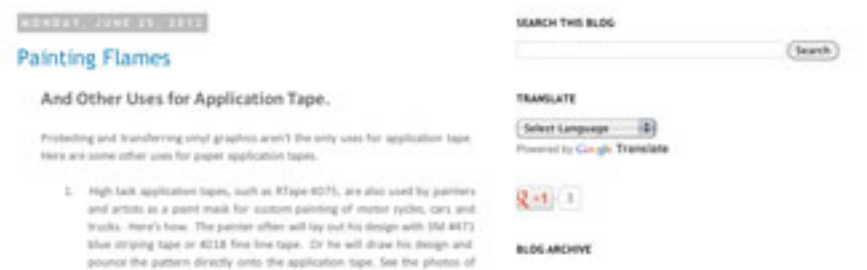 MONDAY, JUNE 25, 2012
Painting Flames
And Other Uses for Application Tape.
Protecting and transferring vinyl graphics aren't the only uses for application tape.
Here are some other uses for paper application tapes.
1. High tack application tapes, such as RTape 4075, are also used by painters
and artists as a paint mask for custom painting of motor cycles, cars and
trucks. Here's how. The painter often will lay out his design with 3M #471
blue striping tape or #218 fine line tape. Or he will draw his design and
pounce the pattern directly onto the application tape. See the photos of
SEARCH THIS BLOG
Search
TRANSLATE
Select Language
Powered by Google Translate
+1
BLOG ARCHIVE